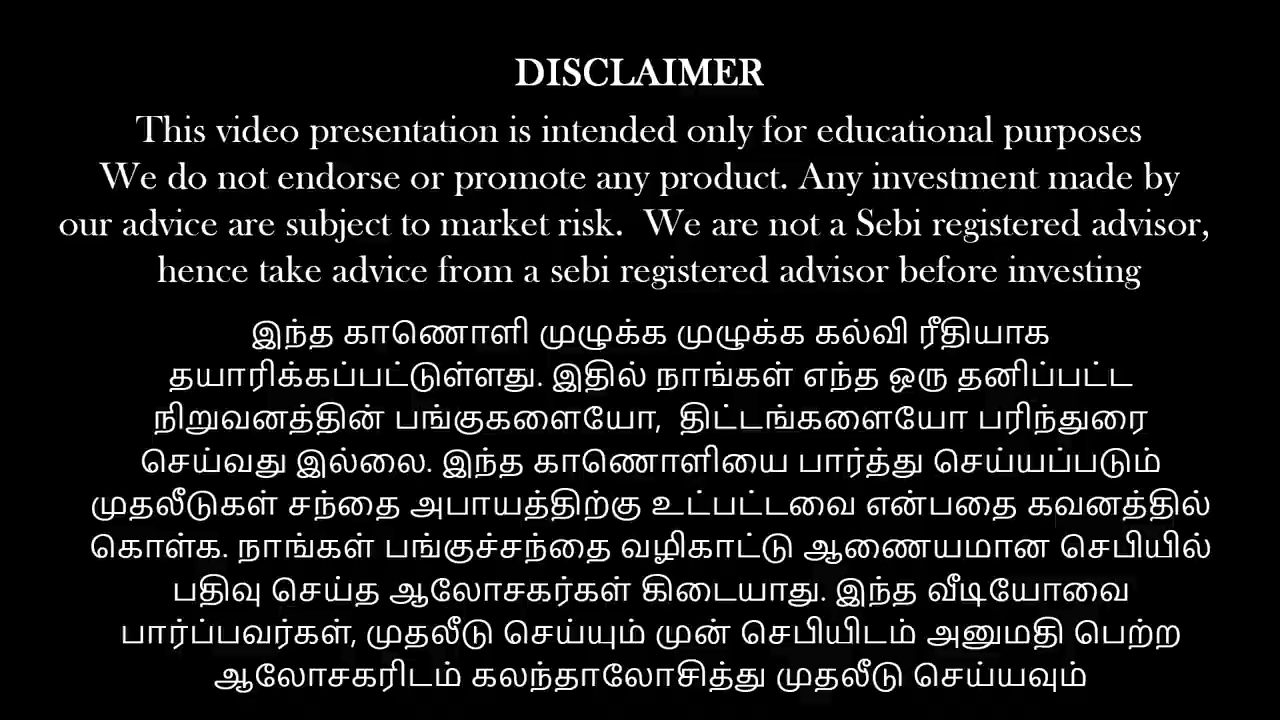 DISCLAIMER
This video presentation is intended only for educational purposes
We do not endorse or promote any product. Any investment made by
our advice are subject to market risk.  We are not a Sebi registered advisor,
hence take advice from a sebi registered advisor before investing
இந்த காணொளி முழுக்க முழுக்க கல்வி ரீதியாக
தயாரிக்கப்பட்டுள்ளது. இதில் நாங்கள் எந்த ஒரு தனிப்பட்ட
நிறுவனத்தின் பங்குகளையோ,  திட்டங்களையோ பரிந்துரை
செய்வது இல்லை. இந்த காணொளியை பார்த்து செய்யப்படும்
முதலீடுகள் சந்தை அபாயத்திற்கு உட்பட்டவை என்பதை கவனத்தில்
கொள்க. நாங்கள் பங்குச்சந்தை வழிகாட்டு ஆணையமான செபியில்
பதிவு செய்த ஆலோசகர்கள் கிடையாது. இந்த வீடியோவை
பார்ப்பவர்கள், முதலீடு செய்யும் முன் செபியிடம் அனுமதி பெற்ற
ஆலோசகரிடம் கலந்தாலோசித்து முதலீடு செய்யவும்